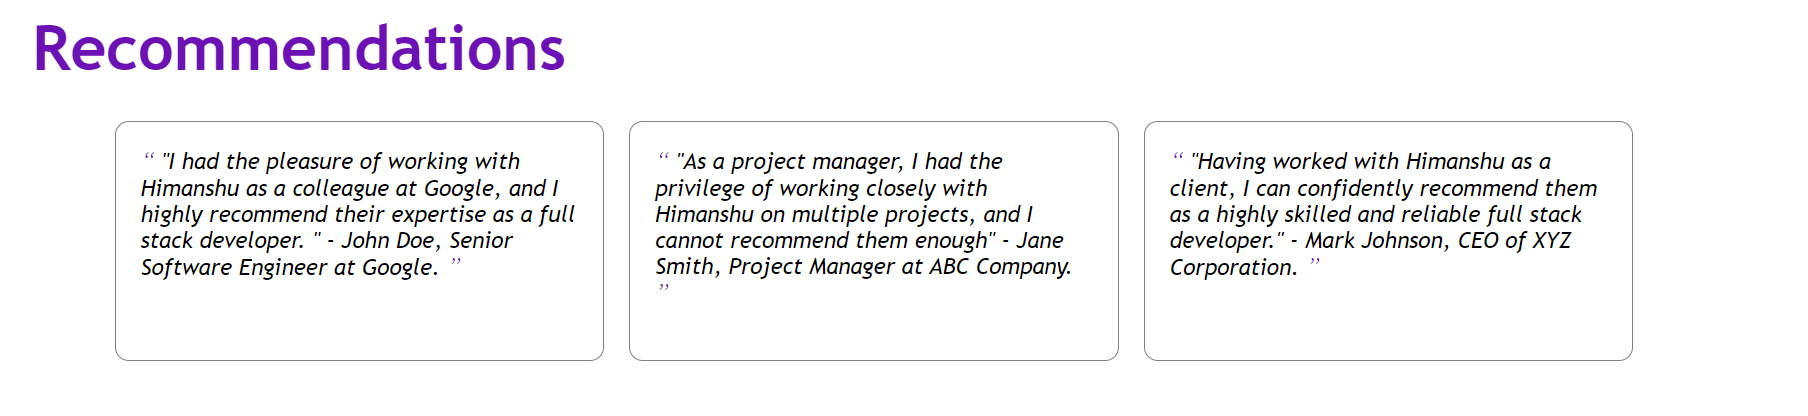 Recommendations
“ "I had the pleasure of working with
Himanshu as a colleague at Google, and I
highly recommend their expertise as a full
stack developer. " - John Doe, Senior
Software Engineer at Google. ”
“ "As a project manager, I had the
privilege of working closely with
Himanshu on multiple projects, and I
cannot recommend them enough" - Jane
Smith, Project Manager at ABC Company.
”
“ "Having worked with Himanshu as a
client, I can confidently recommend them
as a highly skilled and reliable full stack
developer." - Mark Johnson, CEO of XYZ
Corporation. ”